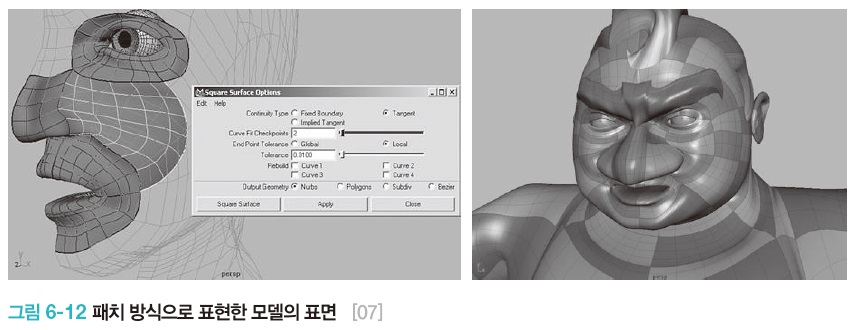 Square Surface Options
Edit Help
Continuity Type Fixed Boundary Tangent
Implied Tangent
Curve Fit Checkpoints 2
End Point Tolerance Global Local
Tolerance 0.0100
Rebuild Curve 1 Curve 2
Curve 3 Curve 4
Output Geometry Nurbs Polygons Subdiv Bezier
Square Surface Apply Close
z x
persp
그림 6-12 패치 방식으로 표현한 모델의 표면 [07]